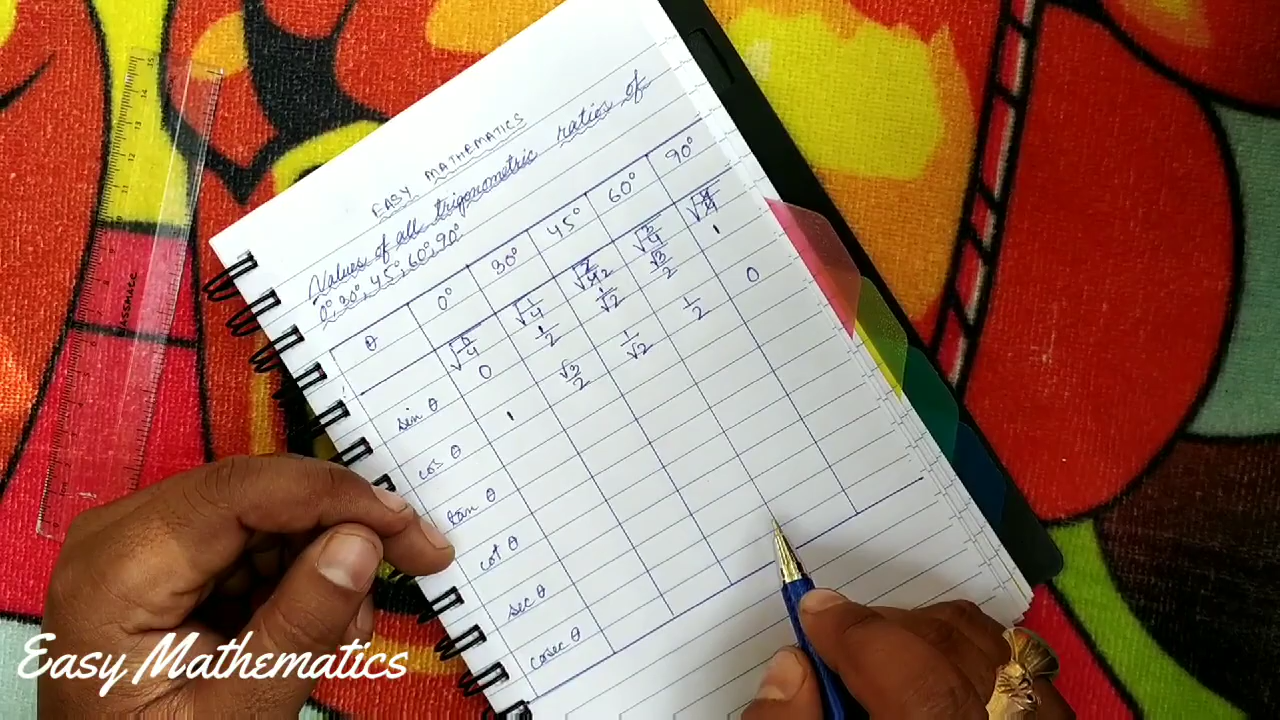 EASY MATHEMATICS
Values of all trigonometric ratios of
0°, 30°, 45°, 60°, 90°
θ 0° 30° 45° 60° 90°
sin θ √0/4 √1/4 √2/4 2 √3/4 √4/4
0 1/2 1/√2 √3/2 1
cos θ 1 √3/2 1/√2 1/2 0
tan θ
cot θ
sec θ
cosec θ
Easy Mathematics